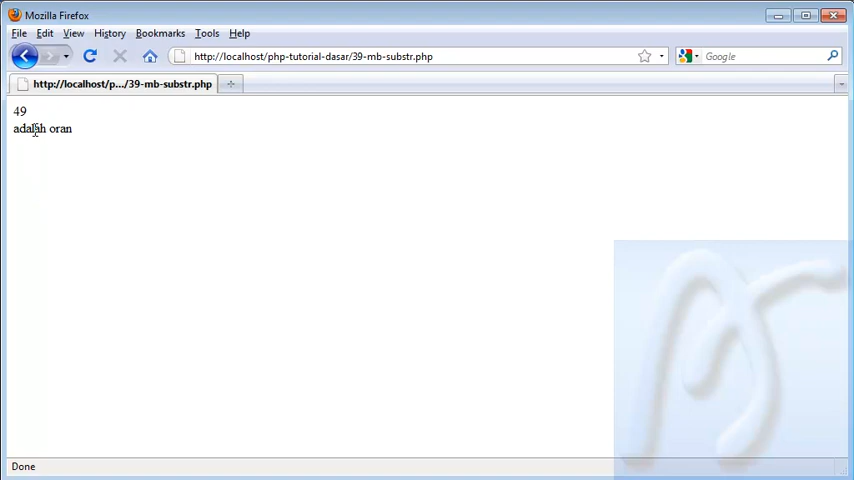 Mozilla Firefox
File Edit View History Bookmarks Tools Help
http://localhost/php-tutorial-dasar/39-mb-substr.php
Google
http://localhost/p.../39-mb-substr.php
49
adalah oran
Done